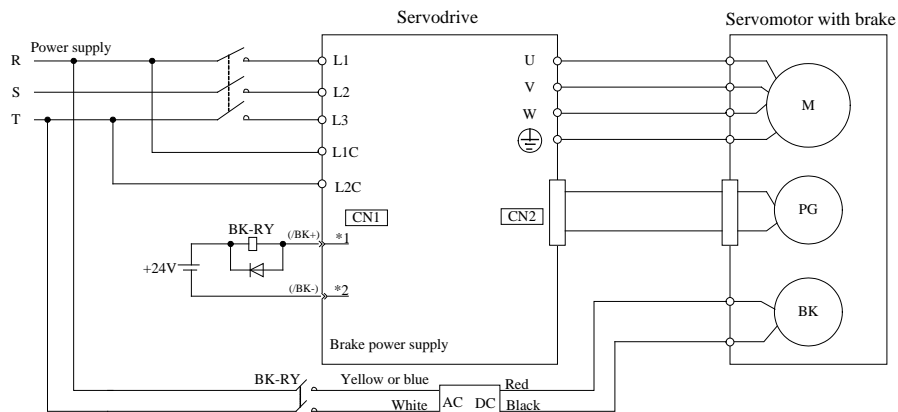 Servodrive
Servomotor with brake
Power supply
R
L1
U
S
L2
V
M
T
L3
W
L1C
L2C
CN1
CN2
PG
BK-RY
(/BK+)
*1
+24V
(/BK-)
*2
BK
Brake power supply
BK-RY
Yellow or blue
Red
White
AC
DC
Black